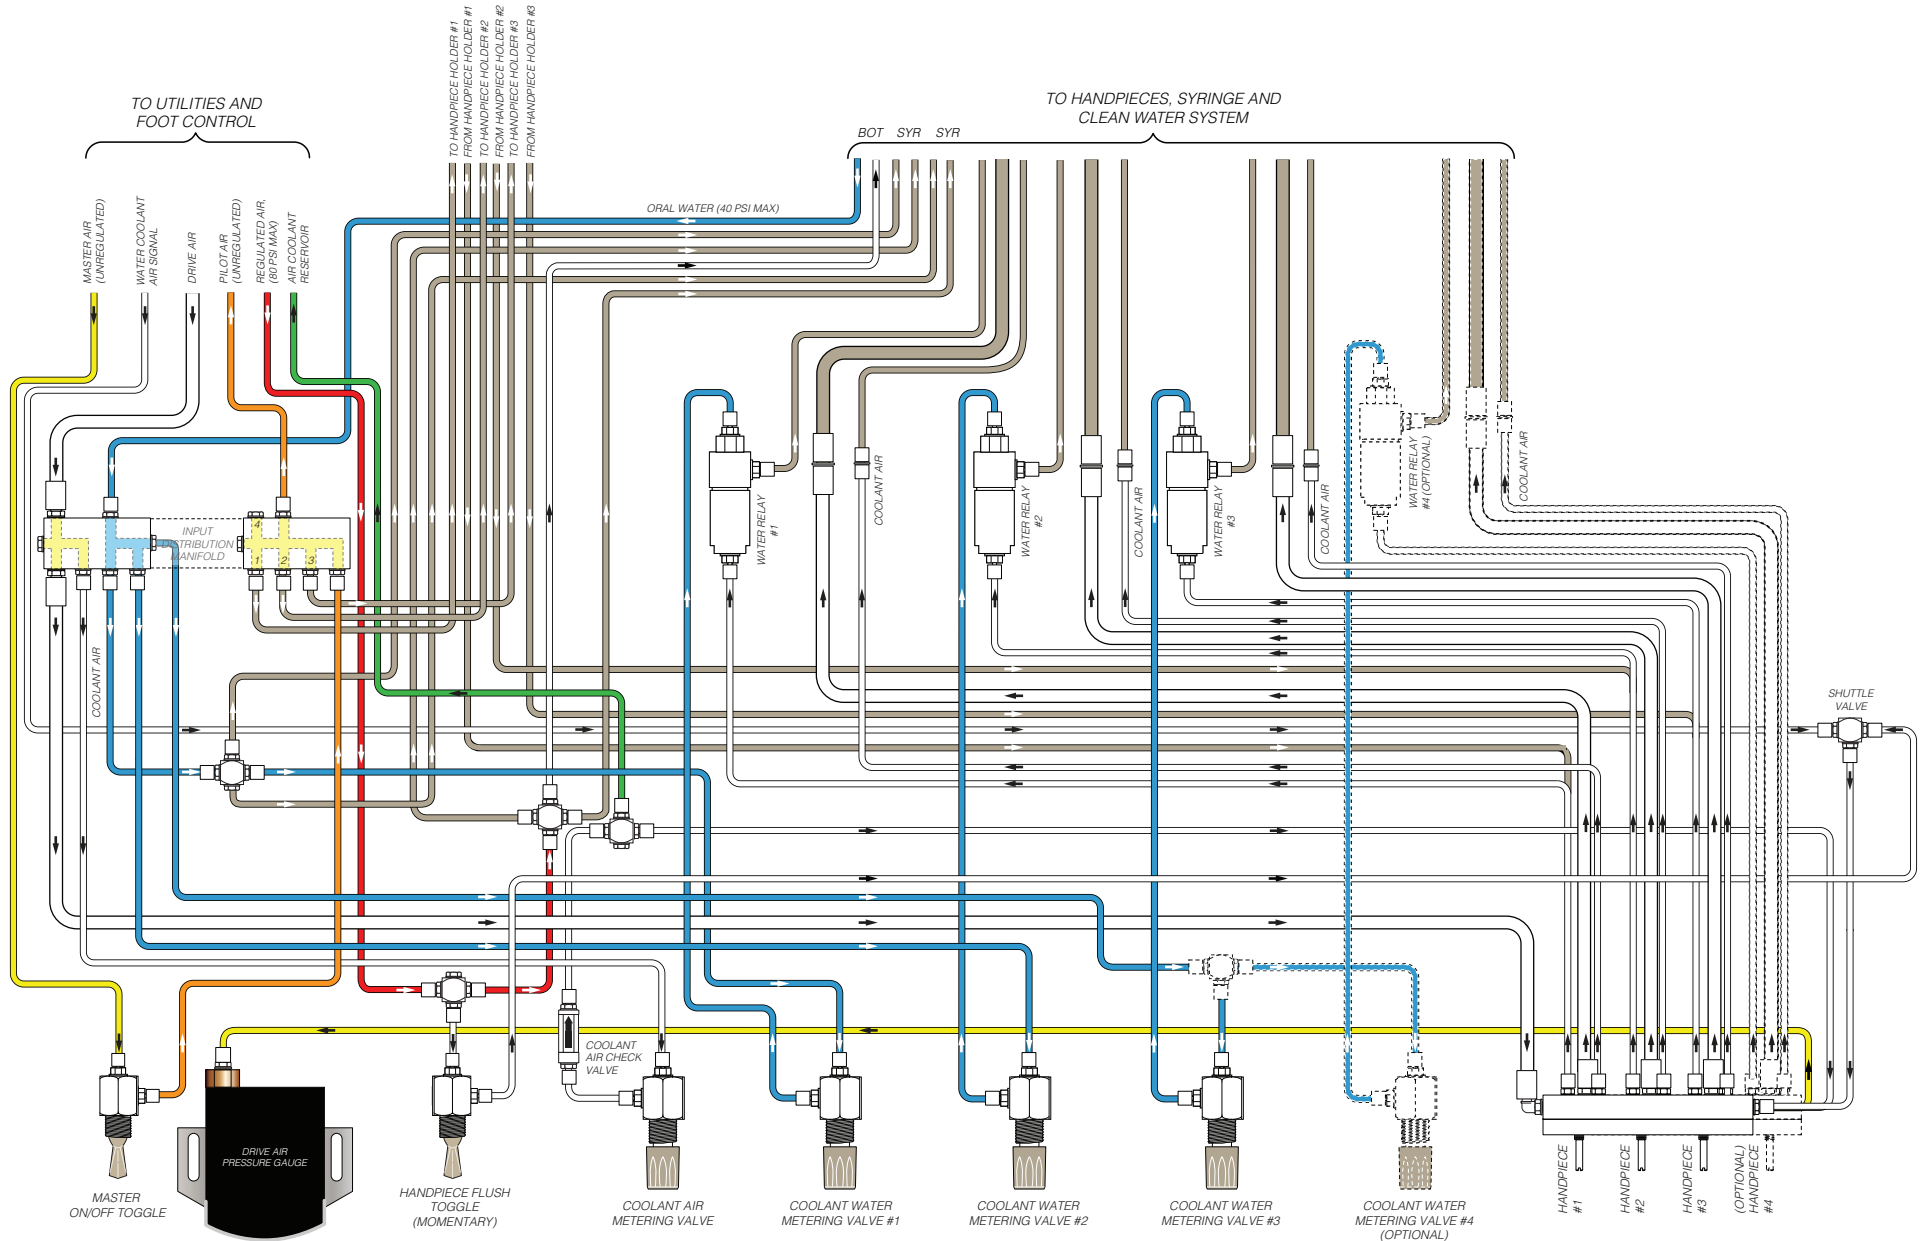 TO UTILITIES AND
FOOT CONTROL
TO HANDPIECE HOLDER #1
FROM HANDPIECE HOLDER #1
TO HANDPIECE HOLDER #2
FROM HANDPIECE HOLDER #2
TO HANDPIECE HOLDER #3
FROM HANDPIECE HOLDER #3
TO HANDPIECES, SYRINGE AND
CLEAN WATER SYSTEM
BOT
SYR
SYR
MASTER AIR
(UNREGULATED)
WATER COOLANT
AIR SIGNAL
DRIVE AIR
PILOT AIR
(UNREGULATED)
REGULATED AIR,
(80 PSI MAX)
AIR COOLANT
RESERVOIR
ORAL WATER (40 PSI MAX)
INPUT
DISTRIBUTION
MANIFOLD
4
1
2
3
COOLANT AIR
WATER RELAY
#1
COOLANT AIR
WATER RELAY
#2
COOLANT AIR
WATER RELAY
#3
COOLANT AIR
WATER RELAY
#4 (OPTIONAL)
COOLANT AIR
SHUTTLE
VALVE
COOLANT
AIR CHECK
VALVE
DRIVE AIR
PRESSURE GAUGE
MASTER
ON/OFF TOGGLE
HANDPIECE FLUSH
TOGGLE
(MOMENTARY)
COOLANT AIR
METERING VALVE
COOLANT WATER
METERING VALVE #1
COOLANT WATER
METERING VALVE #2
COOLANT WATER
METERING VALVE #3
COOLANT WATER
METERING VALVE #4
(OPTIONAL)
HANDPIECE
#1
HANDPIECE
#2
HANDPIECE
#3
(OPTIONAL)
HANDPIECE
#4